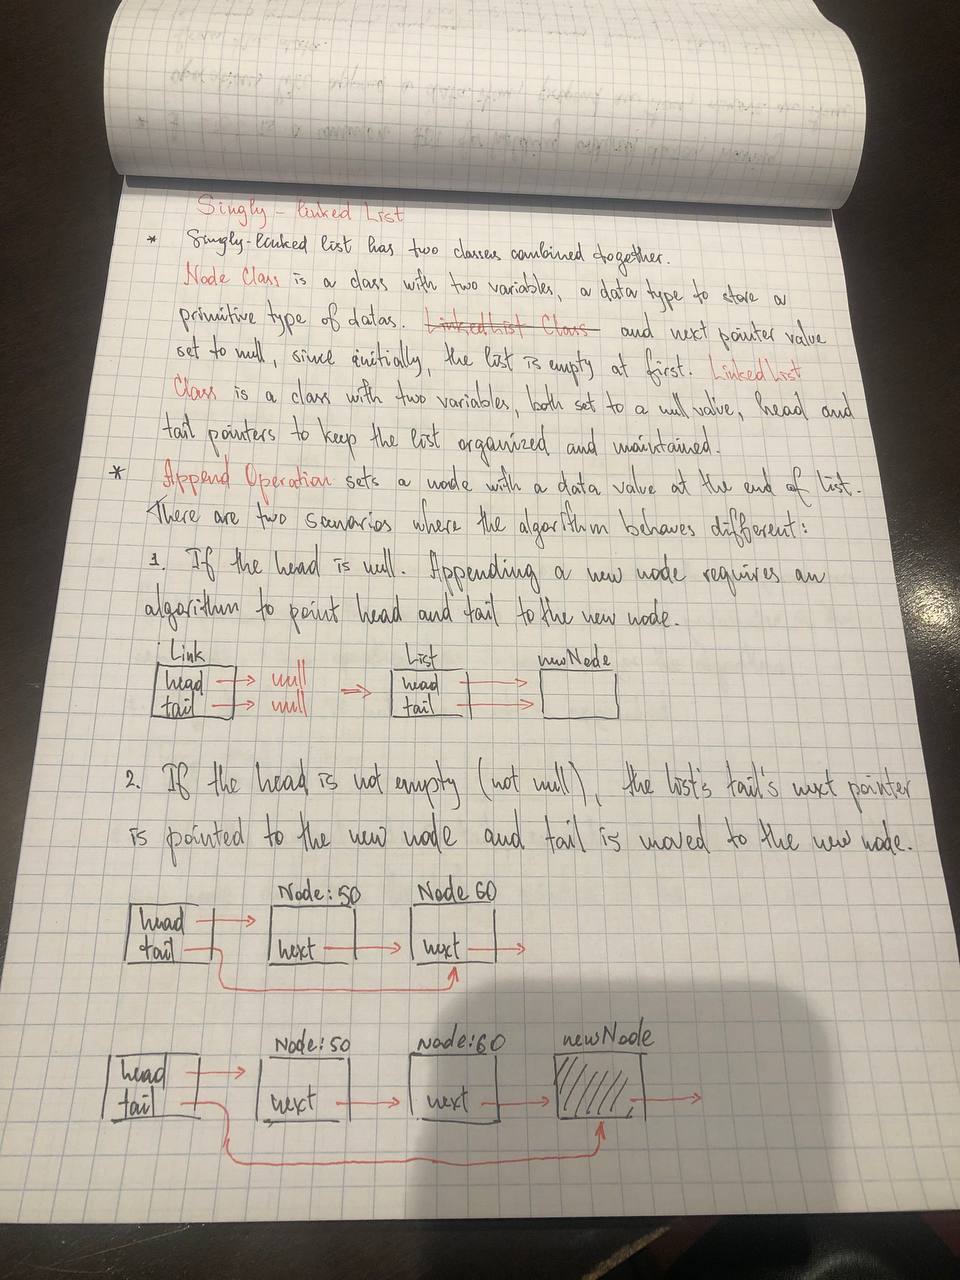 Singly-linked List
* Singly-linked list has two classes combined together.
Node Class is a class with two variables, a data type to store a
primitive type of datas. LinkedList Class and next pointer value
set to null, since initially, the list is empty at first. LinkedList
Class is a class with two variables, both set to a null value, head and
tail pointers to keep the list organized and maintained.
* Append Operation sets a node with a data value at the end of list.
There are two scenarios where the algorithm behaves different:
1. If the head is null. Appending a new node requires an
algorithm to point head and tail to the new node.
Link List newNode
head null head
tail null tail
2. If the head is not empty (not null), the list's tail's next pointer
is pointed to the new node and tail is moved to the new node.
Node:50 Node 60
head
tail next next
Node:50 Node:60 newNode
head
tail next next